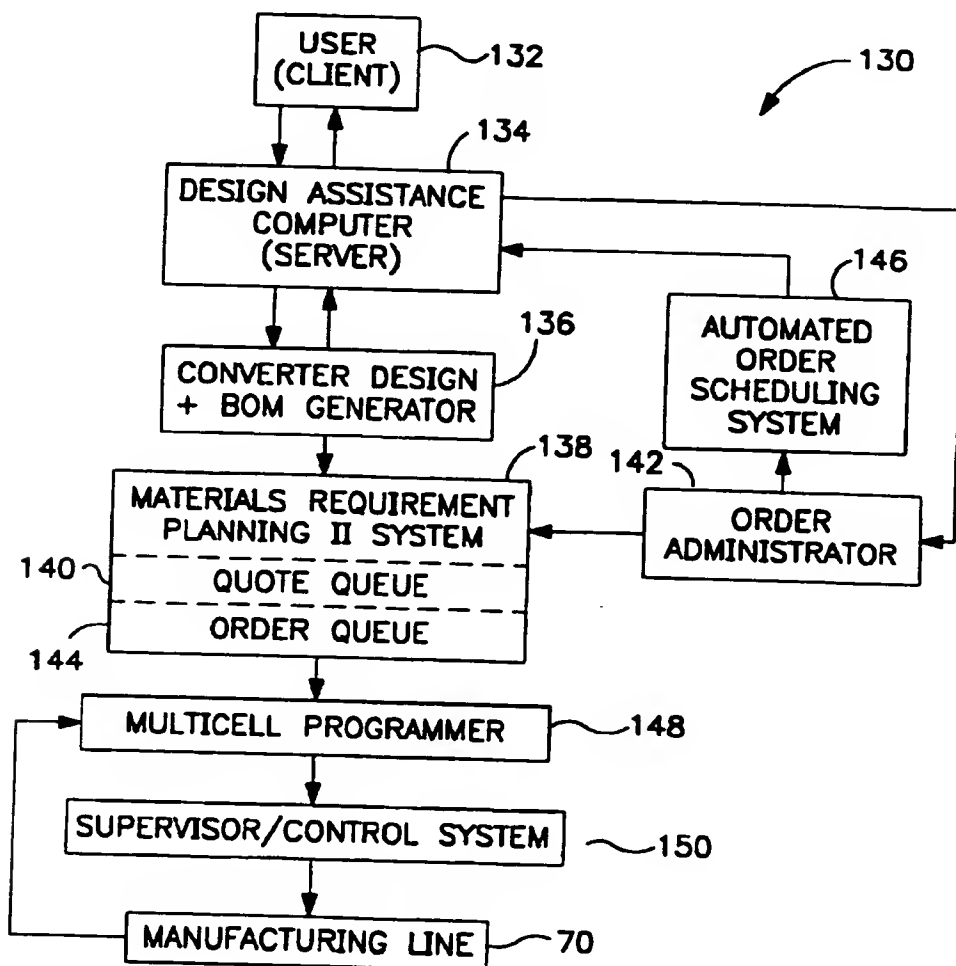 USER
(CLIENT)
132
130
134
DESIGN ASSISTANCE
COMPUTER
(SERVER)
146
AUTOMATED
ORDER
SCHEDULING
SYSTEM
136
CONVERTER DESIGN
+ BOM GENERATOR
138
MATERIALS REQUIREMENT
PLANNING II SYSTEM
142
ORDER
ADMINISTRATOR
140
QUOTE QUEUE
ORDER QUEUE
144
MULTICELL PROGRAMMER
148
SUPERVISOR/CONTROL SYSTEM
150
MANUFACTURING LINE
70